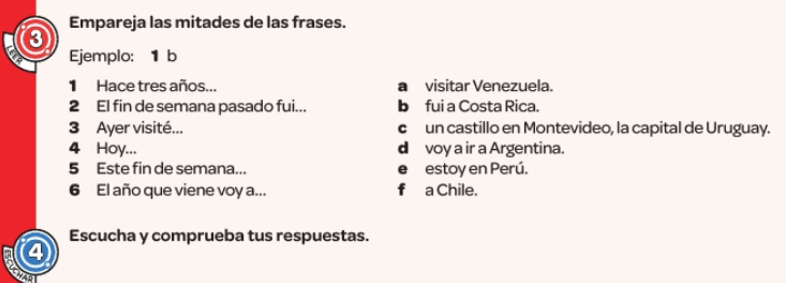 Empareja las mitades de las frases.
3
LEER
Ejemplo: 1 b
1 Hace tres años... a visitar Venezuela.
2 El fin de semana pasado fui... b fui a Costa Rica.
3 Ayer visité... c un castillo en Montevideo, la capital de Uruguay.
4 Hoy... d voy a ir a Argentina.
5 Este fin de semana... e estoy en Perú.
6 El año que viene voy a... f a Chile.
Escucha y comprueba tus respuestas.
4
ESCUCHAR